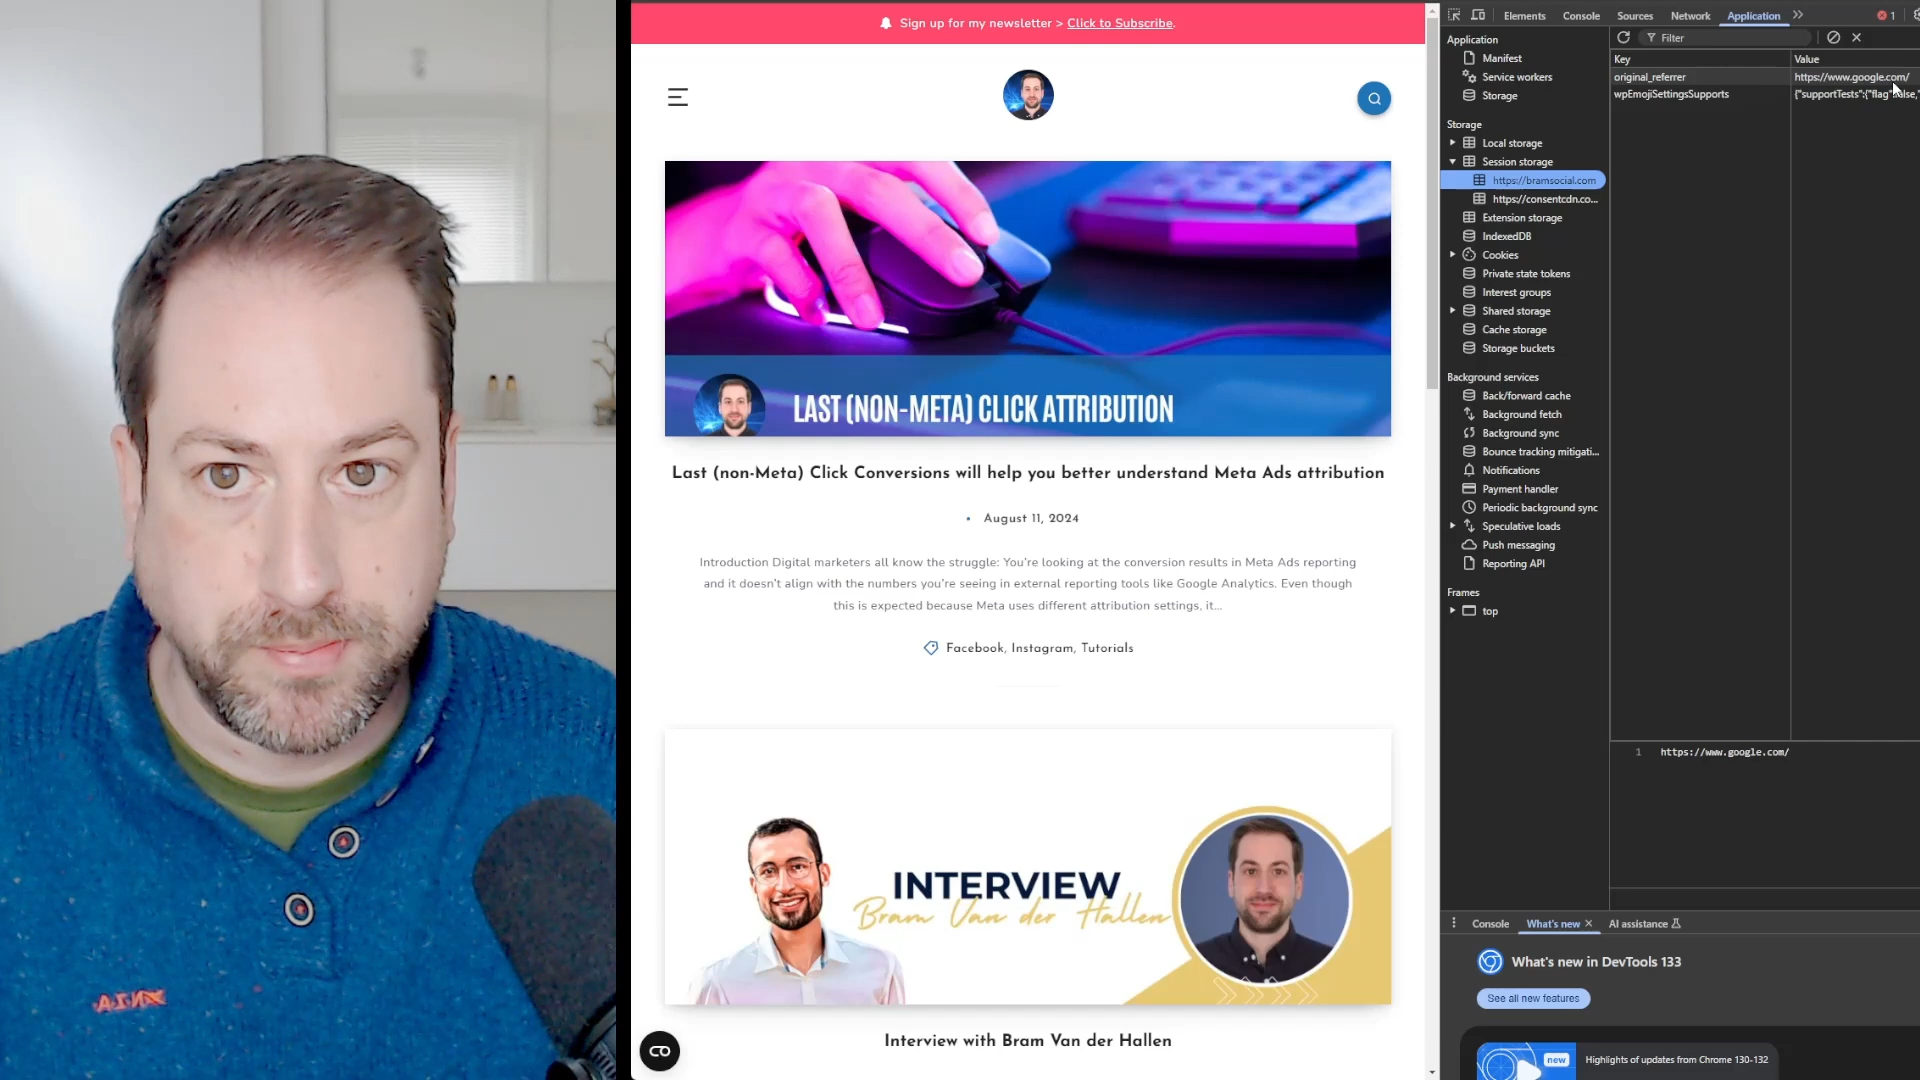 Sign up for my newsletter > Click to Subscribe.
LAST (NON-META) CLICK ATTRIBUTION
Last (non-Meta) Click Conversions will help you better understand Meta Ads attribution
• August 11, 2024
Introduction Digital marketers all know the struggle: You're looking at the conversion results in Meta Ads reporting
and it doesn't align with the numbers you're seeing in external reporting tools like Google Analytics. Even though
this is expected because Meta uses different attribution settings, it...
Facebook, Instagram, Tutorials
INTERVIEW
Bram Van der Hallen
Interview with Bram Van der Hallen
Elements Console Sources Network Application
1
Application
Manifest
Service workers
Storage
Storage
Local storage
Session storage
https://bramsocial.com
https://consentcdn.co...
Extension storage
IndexedDB
Cookies
Private state tokens
Interest groups
Shared storage
Cache storage
Storage buckets
Background services
Back/forward cache
Background fetch
Background sync
Bounce tracking mitigati...
Notifications
Payment handler
Periodic background sync
Speculative loads
Push messaging
Reporting API
Frames
top
Filter
Key Value
original_referrer https://www.google.com/
wpEmojiSettingsSupports {"supportTests":{"flag"
1 https://www.google.com/
Console What's new AI assistance
What's new in DevTools 133
See all new features
new
Highlights of updates from Chrome 130-132